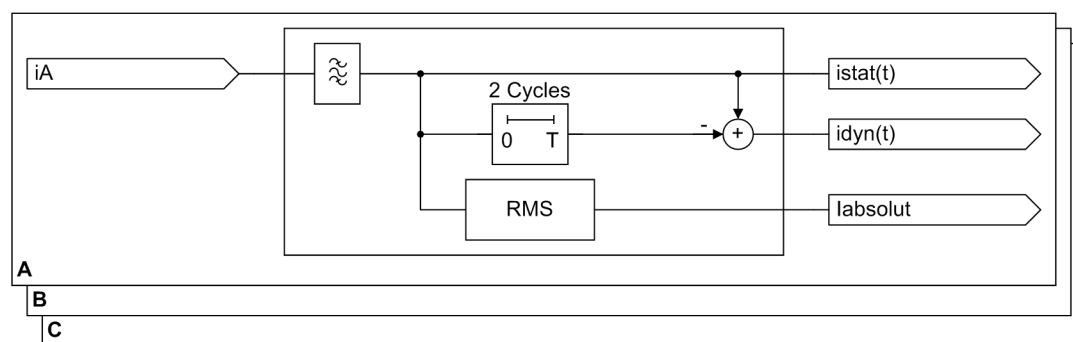 iA
istat(t)
2 Cycles
0 T
-
+
idyn(t)
RMS
Iabsolut
A
B
C